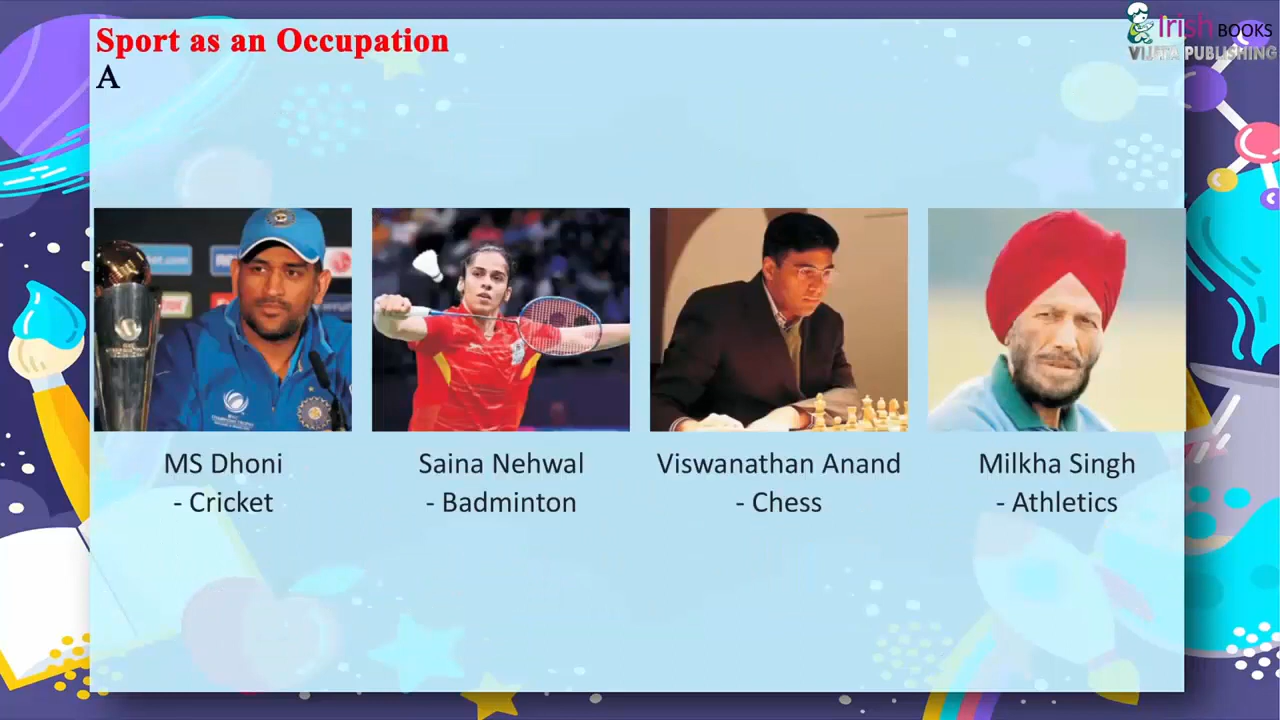 Sport as an Occupation
A
Irish BOOKS
VIJETA PUBLISHING
MS Dhoni
- Cricket
Saina Nehwal
- Badminton
Viswanathan Anand
- Chess
Milkha Singh
- Athletics